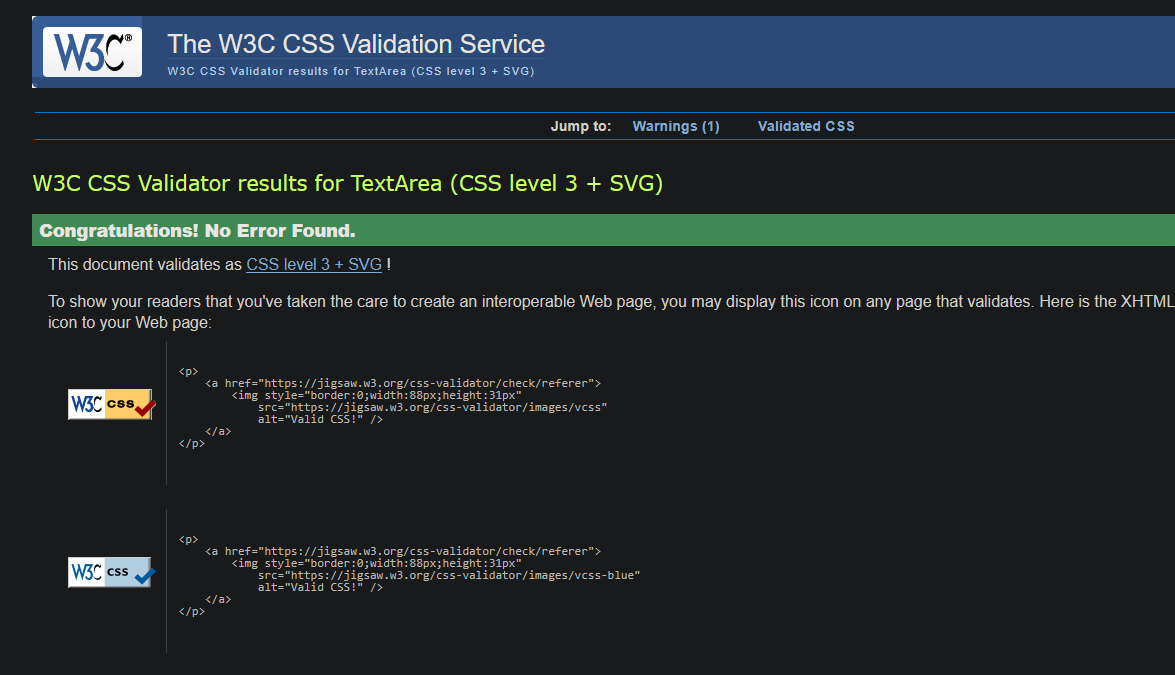 W3C®
The W3C CSS Validation Service
W3C CSS Validator results for TextArea (CSS level 3 + SVG)
Jump to: Warnings (1) Validated CSS
W3C CSS Validator results for TextArea (CSS level 3 + SVG)
Congratulations! No Error Found.
This document validates as CSS level 3 + SVG !
To show your readers that you've taken the care to create an interoperable Web page, you may display this icon on any page that validates. Here is the XHTML
icon to your Web page:
W3C CSS
<p>
<a href="https://jigsaw.w3.org/css-validator/check/referer">
<img style="border:0;width:88px;height:31px"
src="https://jigsaw.w3.org/css-validator/images/vcss"
alt="Valid CSS!" />
</a>
</p>
W3C CSS
<p>
<a href="https://jigsaw.w3.org/css-validator/check/referer">
<img style="border:0;width:88px;height:31px"
src="https://jigsaw.w3.org/css-validator/images/vcss-blue"
alt="Valid CSS!" />
</a>
</p>